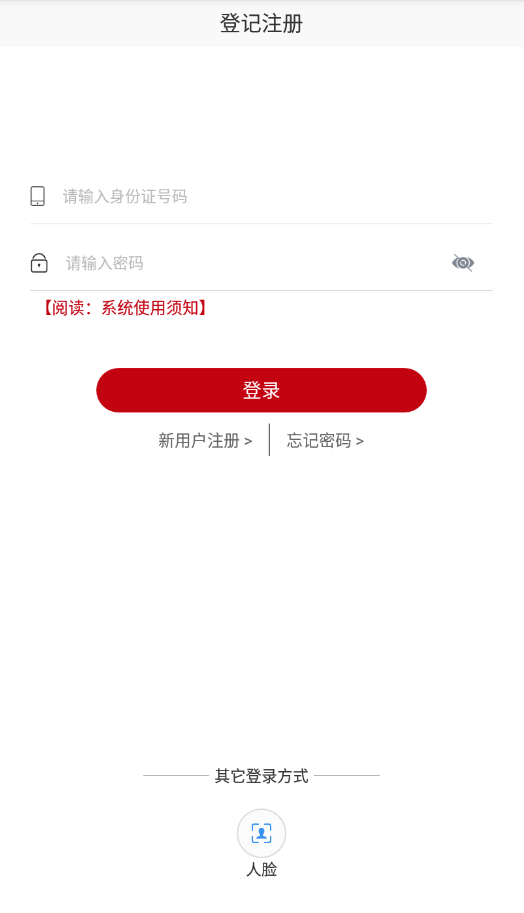 登记注册
请输入身份证号码
请输入密码
【阅读：系统使用须知】
登录
新用户注册 > 忘记密码 >
其它登录方式
人脸